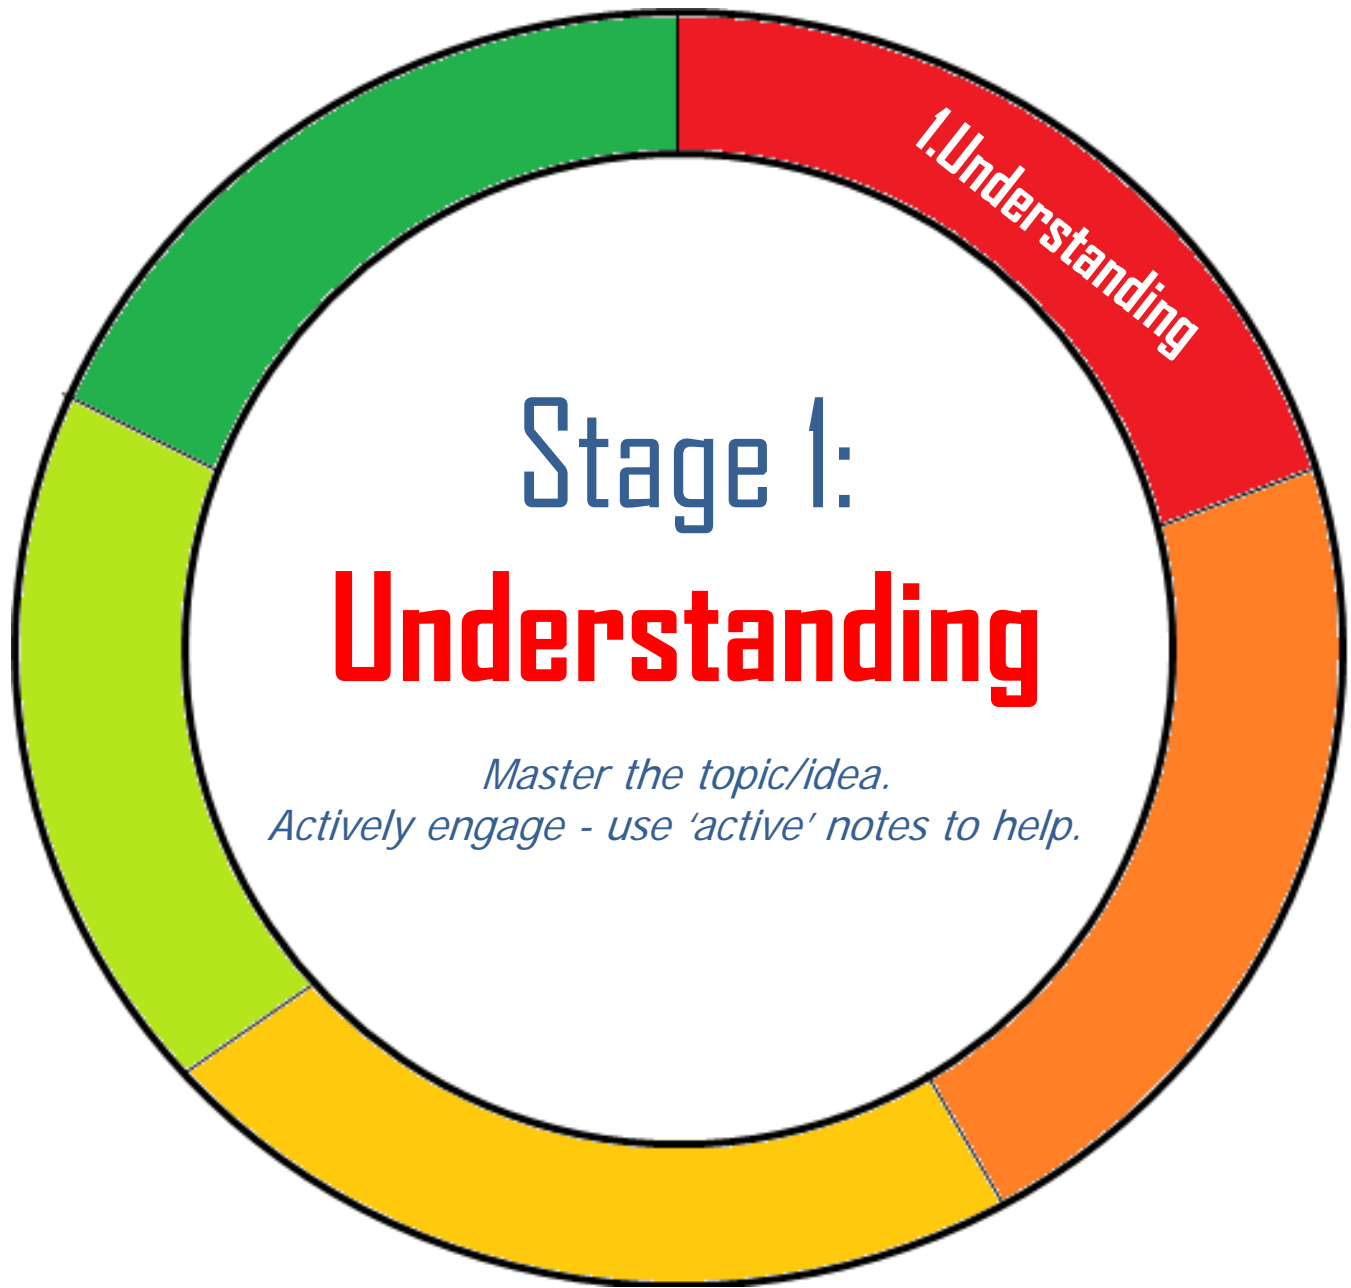 1.Understanding
Stage 1:
Understanding
Master the topic/idea.
Actively engage - use ‘active’ notes to help.